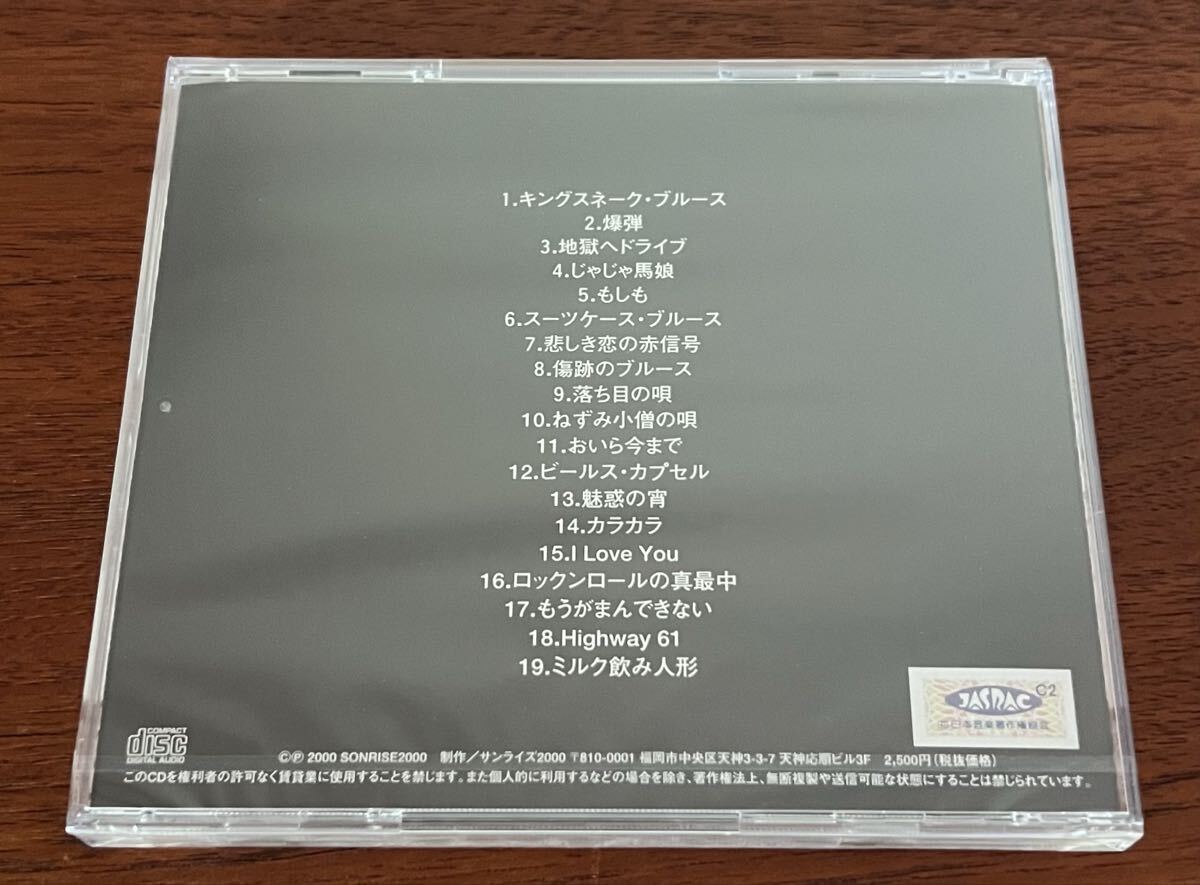 1.キングスネーク・ブルース
2.爆弾
3.地獄へドライブ
4.じゃじゃ馬娘
5.もしも
6.スーツケース・ブルース
7.悲しき恋の赤信号
8.傷跡のブルース
9.落ち目の唄
10.ねずみ小僧の唄
11.おいら今まで
12.ビールス・カプセル
13.魅惑の宵
14.カラカラ
15.I Love You
16.ロックンロールの真最中
17.もうがまんできない
18.Highway 61
19.ミルク飲み人形
JASRAC C2
日本音楽著作権協会
COMPACT
disc
DIGITAL AUDIO
©℗ 2000 SONRISE2000 制作／サンライズ2000 〒810-0001 福岡市中央区天神3-3-7 天神応順ビル3F 2,500円(税抜価格)
このCDを権利者の許可なく賃貸業に使用することを禁じます。また個人的に利用するなどの場合を除き、著作権法上、無断複製や送信可能な状態にすることは禁じられています。